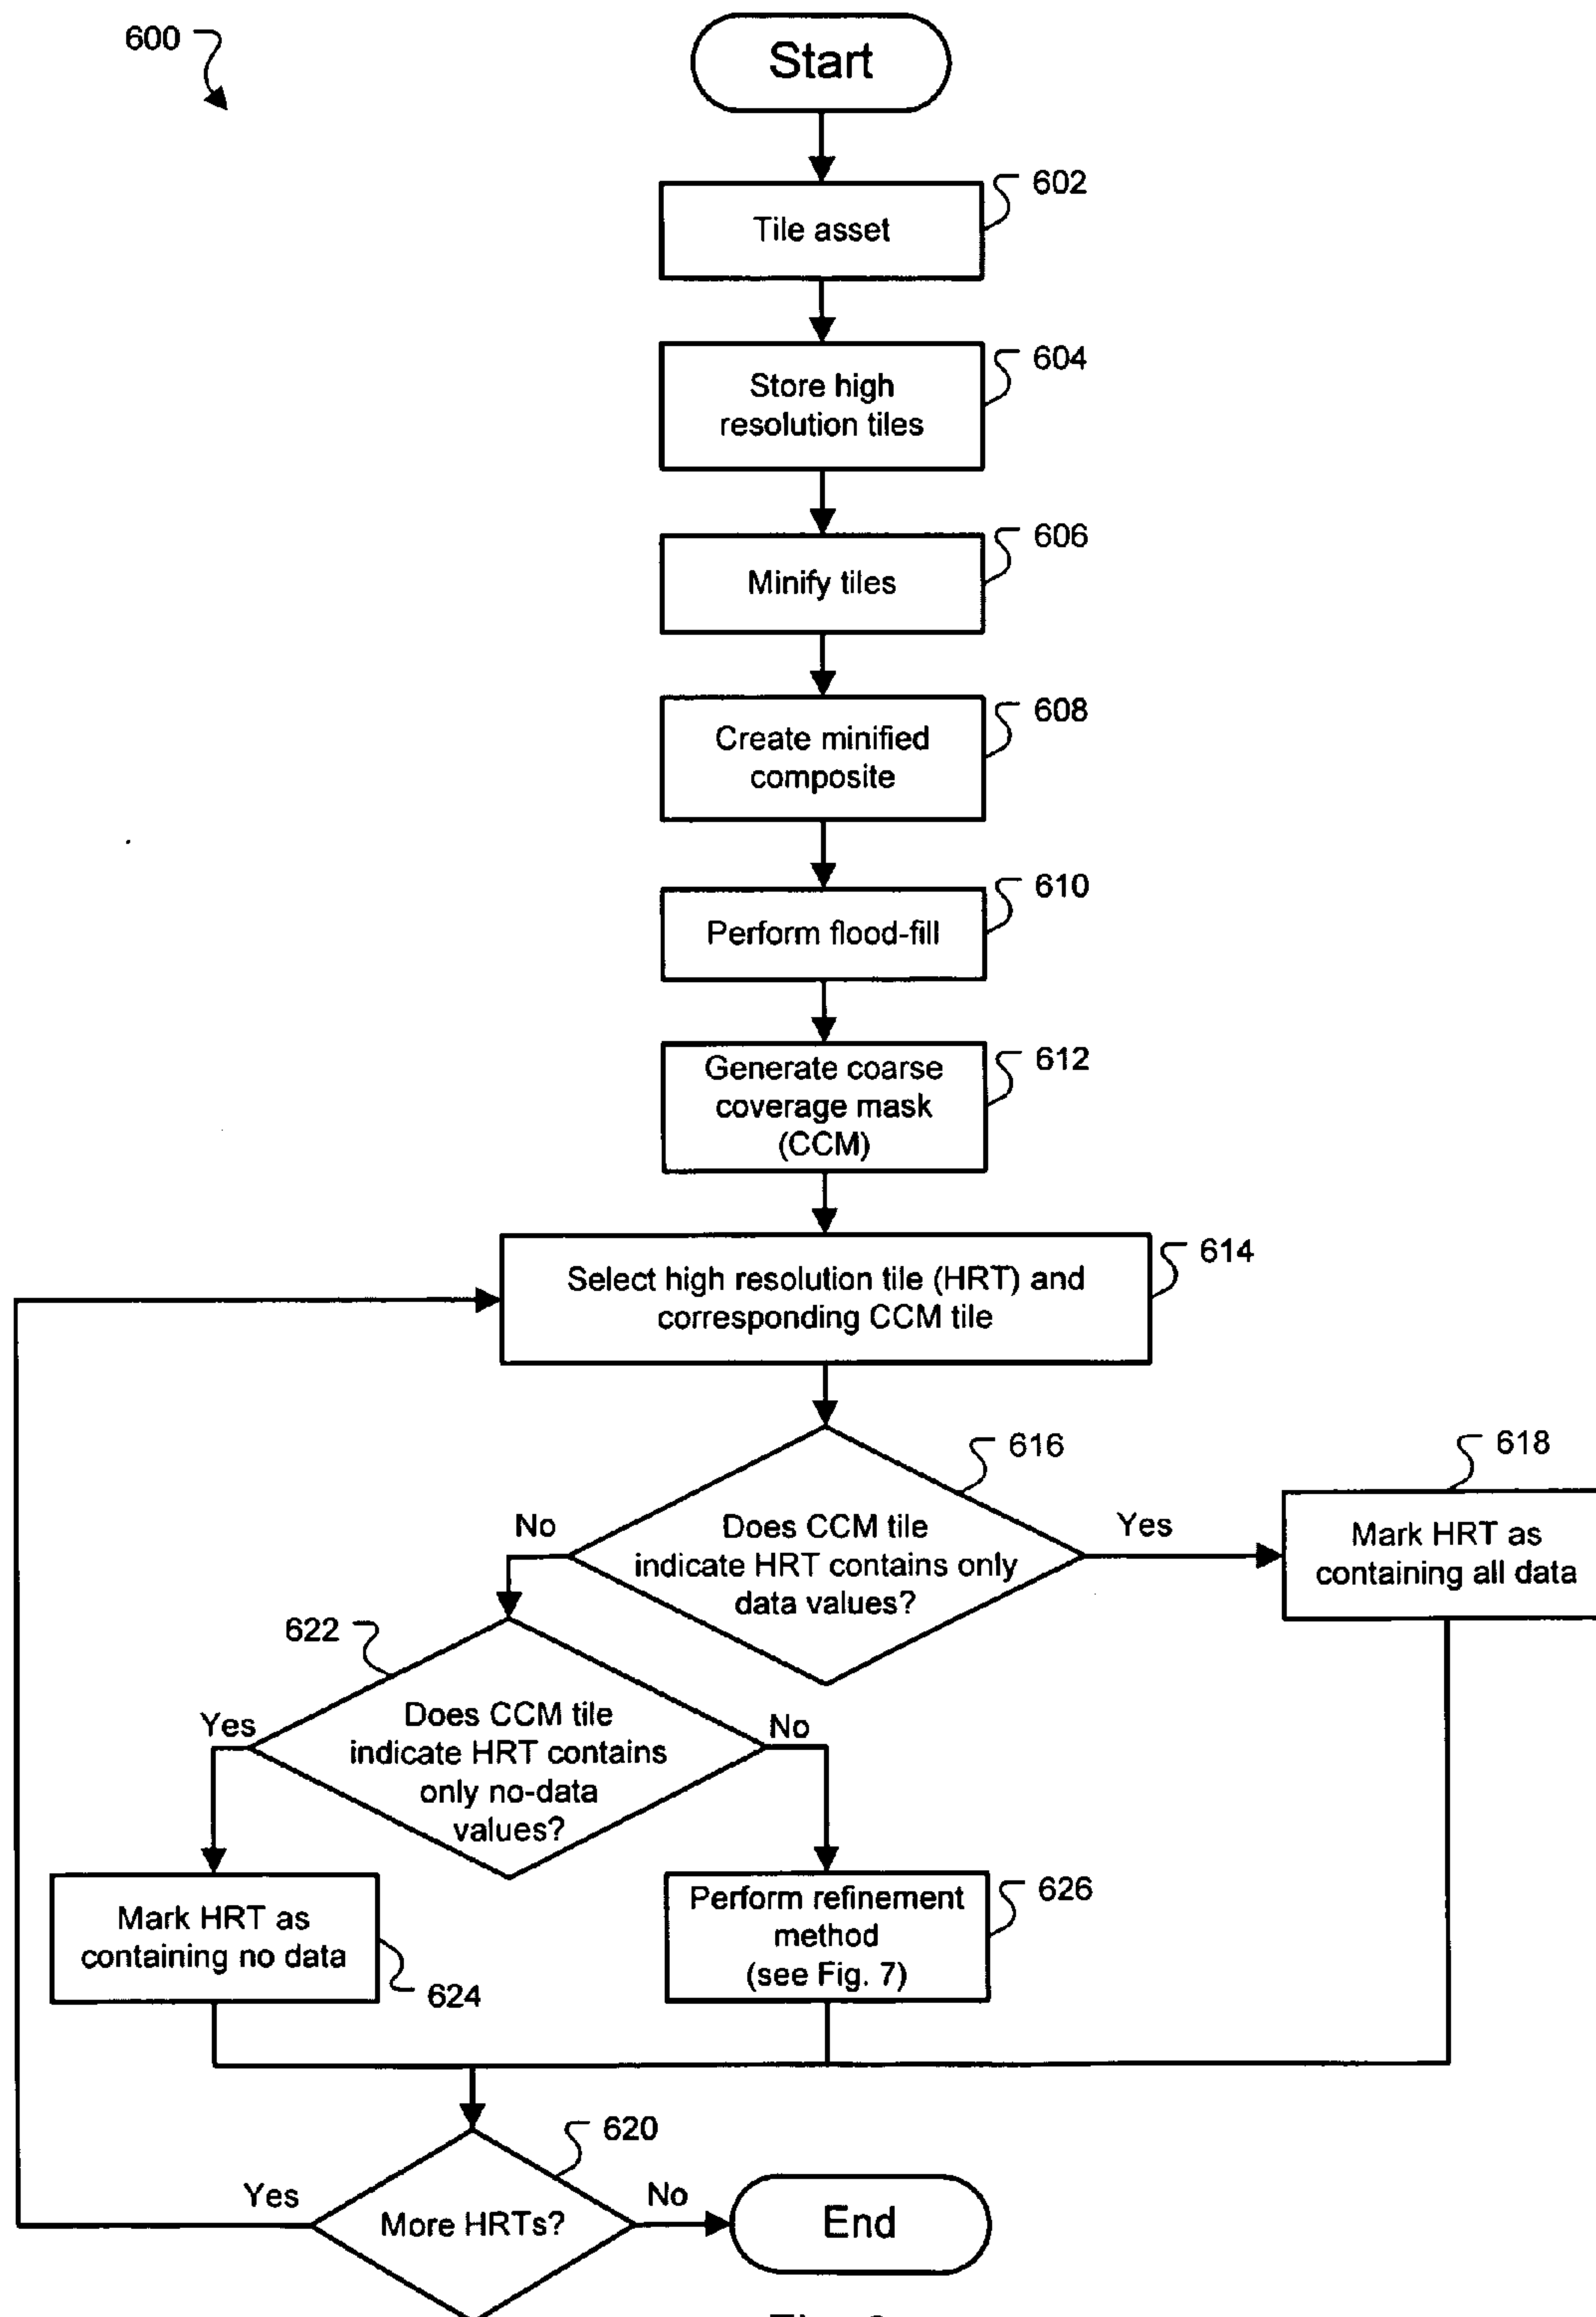 600
Start
602
Tile asset
604
Store high
resolution tiles
606
Minify tiles
608
Create minified
composite
610
Perform flood-fill
612
Generate coarse
coverage mask
(CCM)
614
Select high resolution tile (HRT) and
corresponding CCM tile
616
618
No
Does CCM tile
indicate HRT contains only
data values?
Yes
Mark HRT as
containing all data
622
Yes
Does CCM tile
indicate HRT contains
only no-data
values?
No
Mark HRT as
containing no data
624
Perform refinement
method
(see Fig. 7)
626
620
Yes
More HRTs?
No
End